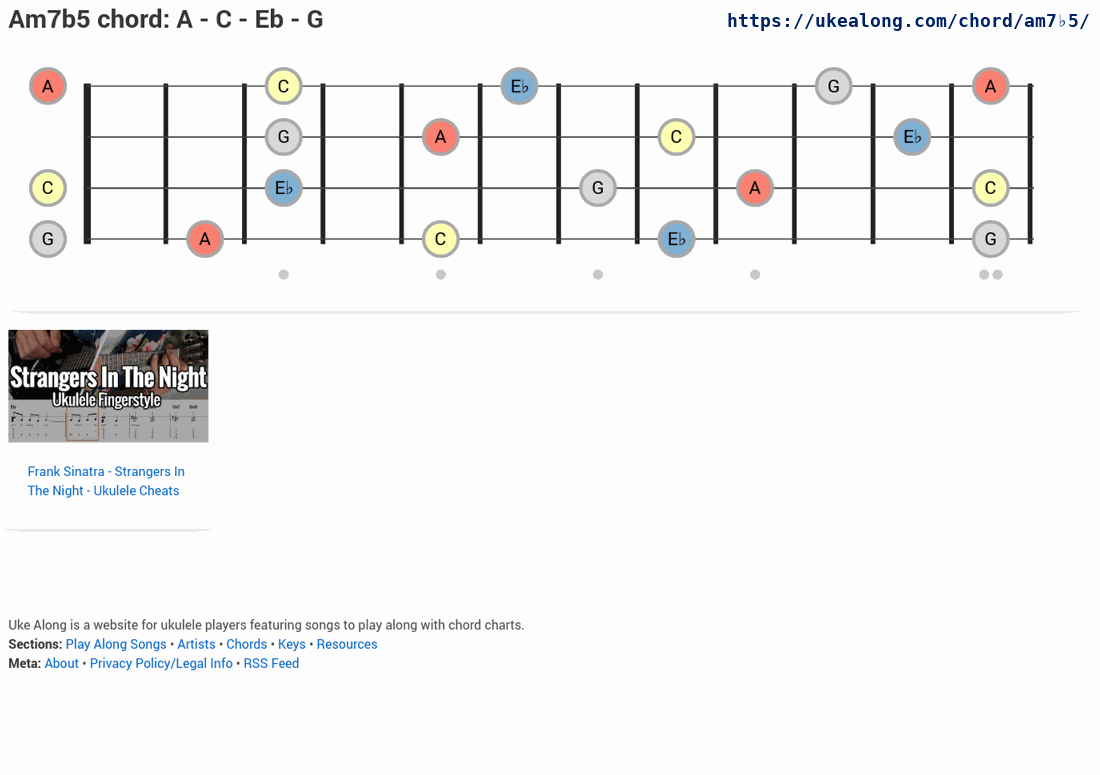 Am7b5 chord: A - C - Eb - G
https://ukealong.com/chord/am7♭5/
A C E♭ G A
G A C E♭
C E♭ G A C
G A C E♭ G
Strangers In The Night
Ukulele Fingerstyle
Frank Sinatra - Strangers In
The Night - Ukulele Cheats
Uke Along is a website for ukulele players featuring songs to play along with chord charts.
Sections: Play Along Songs • Artists • Chords • Keys • Resources
Meta: About • Privacy Policy/Legal Info • RSS Feed